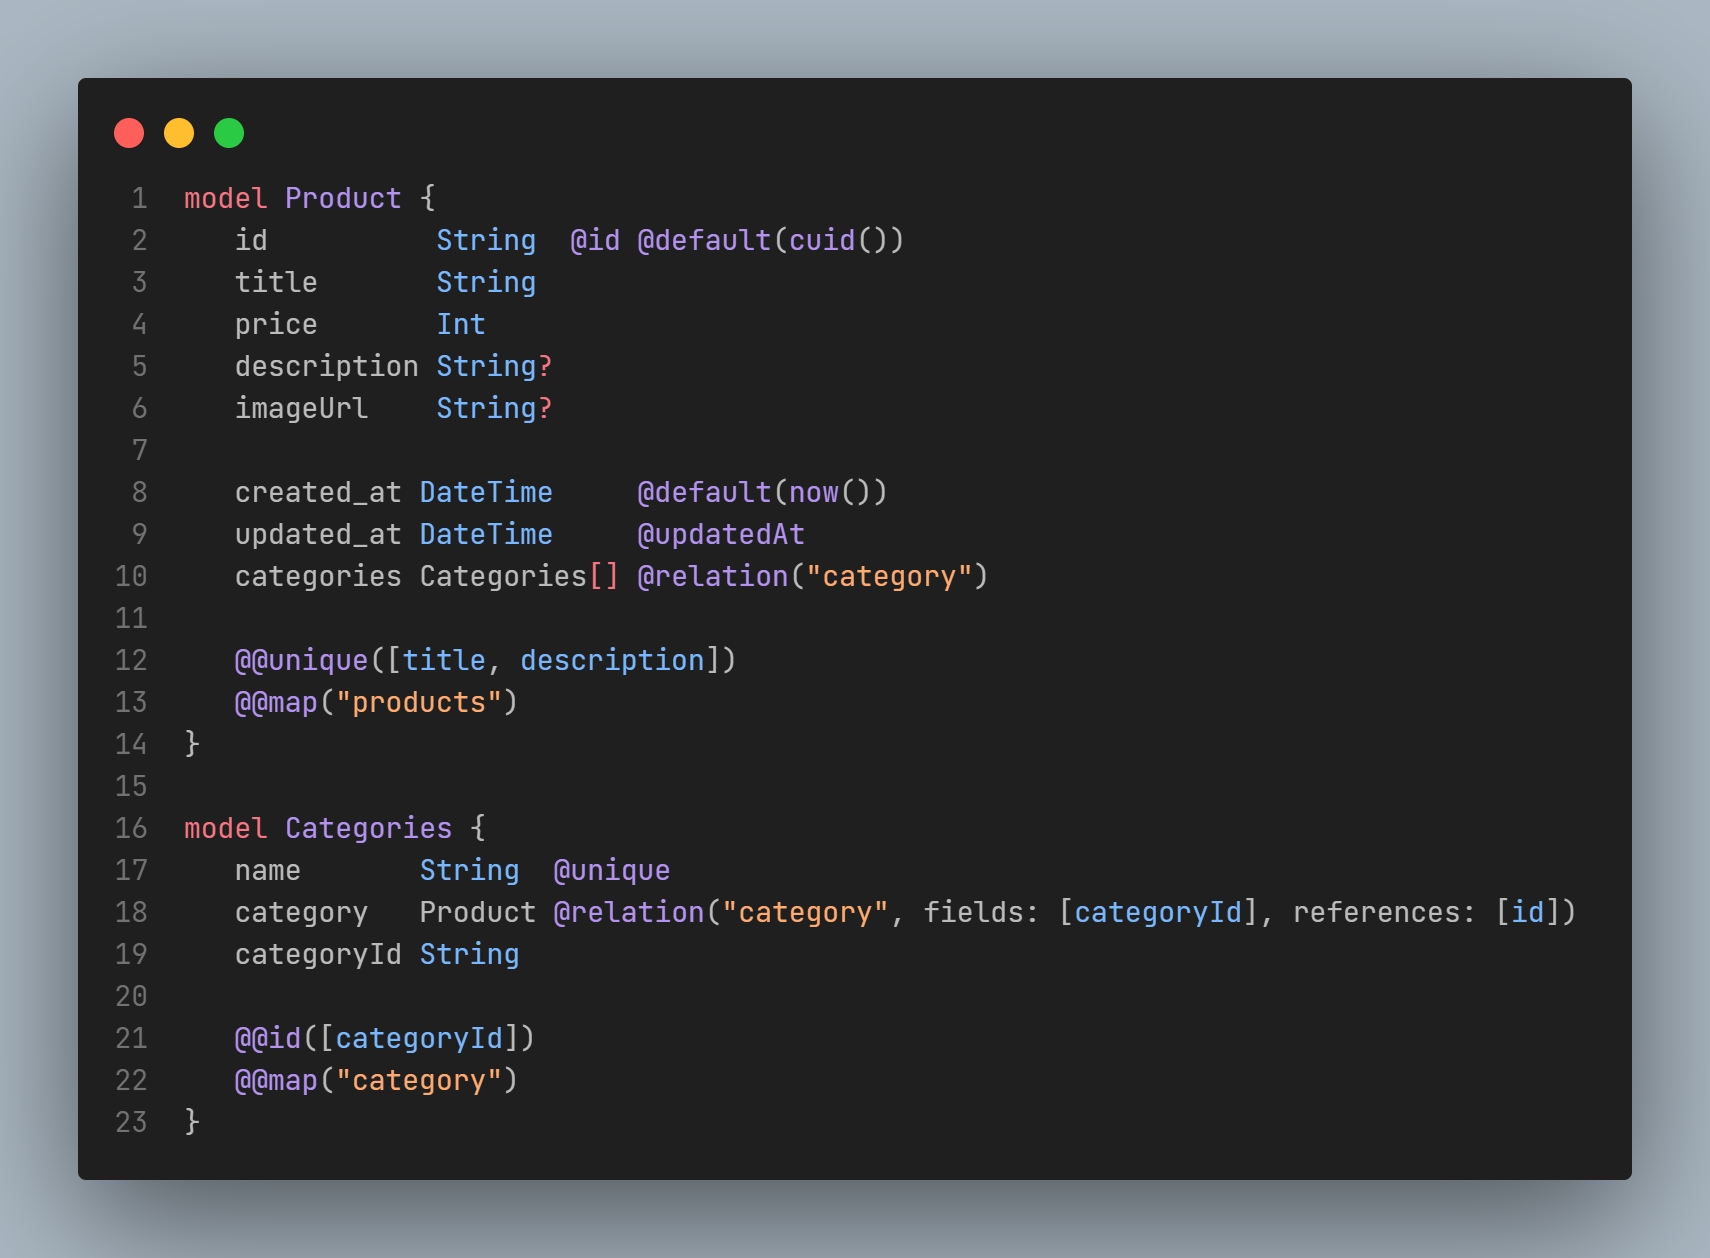 1 model Product {
2    id          String  @id @default(cuid())
3    title       String
4    price       Int
5    description String?
6    imageUrl    String?
7
8    created_at DateTime     @default(now())
9    updated_at DateTime     @updatedAt
10    categories Categories[] @relation("category")
11
12    @@unique([title, description])
13    @@map("products")
14 }
15
16 model Categories {
17    name       String  @unique
18    category   Product @relation("category", fields: [categoryId], references: [id])
19    categoryId String
20
21    @@id([categoryId])
22    @@map("category")
23 }